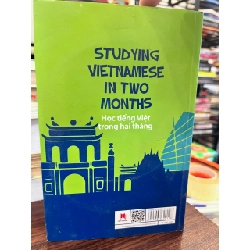 STUDYING
VIETNAMESE
IN TWO
MONTHS
Học tiếng Việt
trong hai tháng